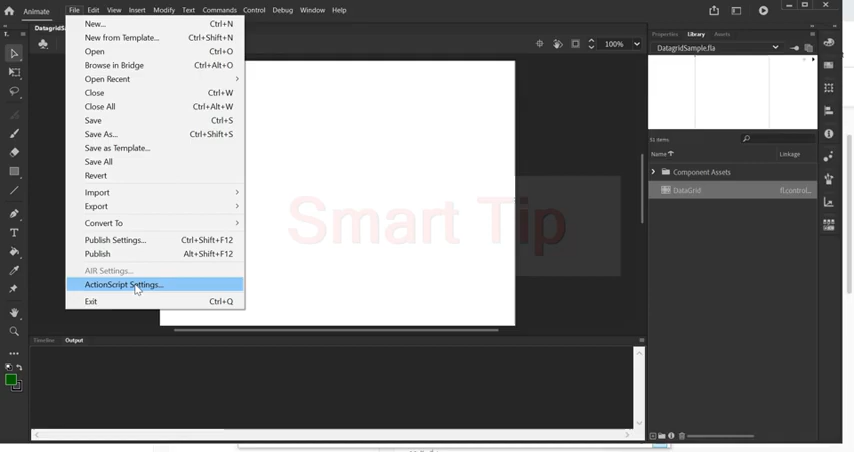 Animate
File Edit View Insert Modify Text Commands Control Debug Window Help
New... Ctrl+N
New from Template... Ctrl+Shift+N
Open Ctrl+O
Browse in Bridge Ctrl+Alt+O
Open Recent
Close Ctrl+W
Close All Ctrl+Alt+W
Save Ctrl+S
Save As... Ctrl+Shift+S
Save as Template...
Save All
Revert
Import
Export
Convert To
Publish Settings... Ctrl+Shift+F12
Publish Alt+Shift+F12
AIR Settings...
ActionScript Settings...
Exit Ctrl+Q
100%
Smart Tip
Timeline Output
Properties Library Assets
DatagridSample.fla
Name Linkage
Component Assets
DataGrid fl.control...